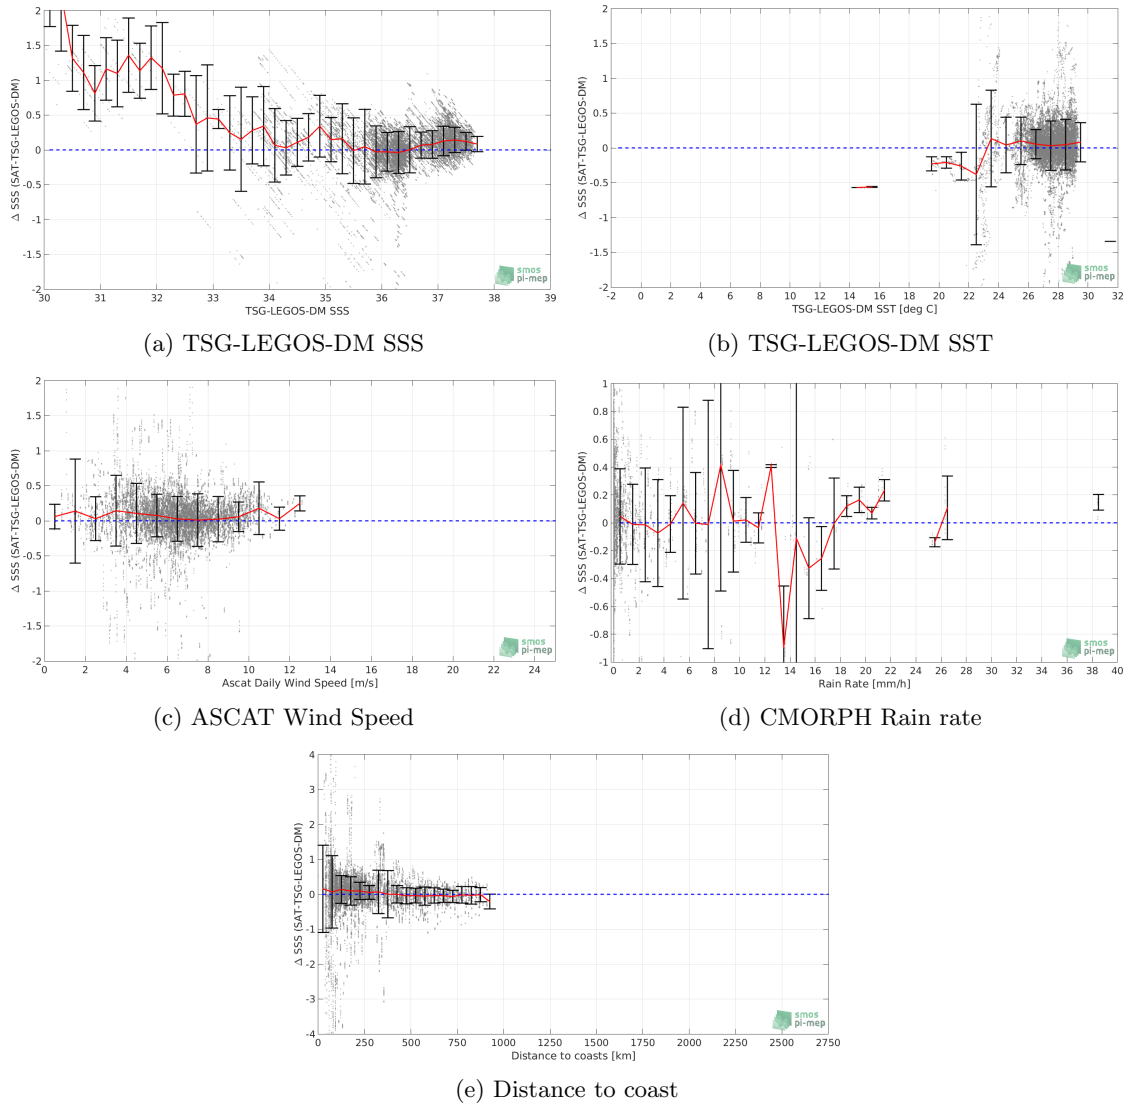 2
1.5
1
0.5
0
-0.5
-1
-1.5
-2
Δ SSS (SAT-TSG-LEGOS-DM)
30 31 32 33 34 35 36 37 38 39
TSG-LEGOS-DM SSS
smos
pi-mep
(a) TSG-LEGOS-DM SSS
2
1.5
1
0.5
0
-0.5
-1
-1.5
-2
Δ SSS (SAT-TSG-LEGOS-DM)
-2 0 2 4 6 8 10 12 14 16 18 20 22 24 26 28 30 32
TSG-LEGOS-DM SST [deg C]
smos
pi-mep
(b) TSG-LEGOS-DM SST
2
1.5
1
0.5
0
-0.5
-1
-1.5
-2
Δ SSS (SAT-TSG-LEGOS-DM)
0 2 4 6 8 10 12 14 16 18 20 22 24
Ascat Daily Wind Speed [m/s]
smos
pi-mep
(c) ASCAT Wind Speed
1
0.8
0.6
0.4
0.2
0
-0.2
-0.4
-0.6
-0.8
-1
Δ SSS (SAT-TSG-LEGOS-DM)
0 2 4 6 8 10 12 14 16 18 20 22 24 26 28 30 32 34 36 38 40
Rain Rate [mm/h]
smos
pi-mep
(d) CMORPH Rain rate
4
3
2
1
0
-1
-2
-3
-4
Δ SSS (SAT-TSG-LEGOS-DM)
0 250 500 750 1000 1250 1500 1750 2000 2250 2500 2750
Distance to coasts [km]
smos
pi-mep
(e) Distance to coast